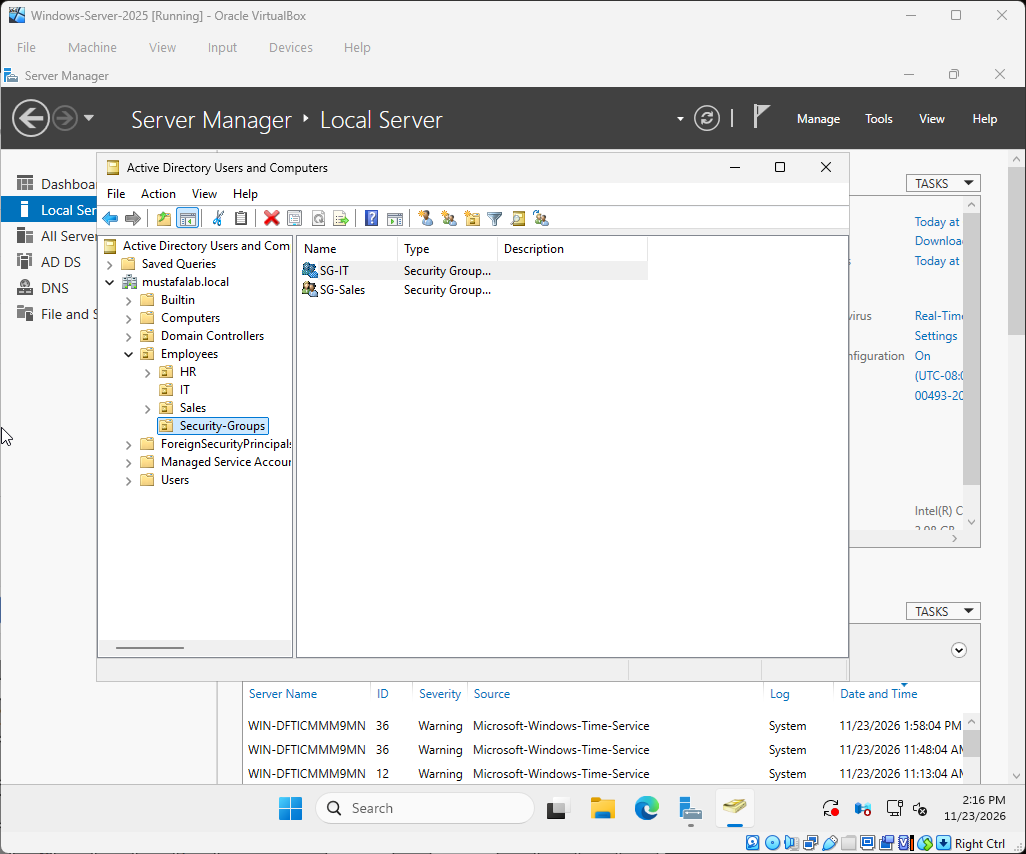 Windows-Server-2025 [Running] - Oracle VirtualBox
File Machine View Input Devices Help
Server Manager
Server Manager ‣ Local Server
Manage Tools View Help
Dashboa
Local Ser
All Server
AD DS
DNS
File and S
Active Directory Users and Computers
File Action View Help
Active Directory Users and Com
Saved Queries
mustafalab.local
Builtin
Computers
Domain Controllers
Employees
HR
IT
Sales
Security-Groups
ForeignSecurityPrincipals
Managed Service Accour
Users
Name Type Description
SG-IT Security Group...
SG-Sales Security Group...
TASKS
Today at
Downloa
Today at
virus Real-Time
Settings
nfiguration On
(UTC-08:0
00493-20
Intel(R) C
TASKS
Server Name ID Severity Source Log Date and Time
WIN-DFTICMMM9MN 36 Warning Microsoft-Windows-Time-Service System 11/23/2026 1:58:04 PM
WIN-DFTICMMM9MN 36 Warning Microsoft-Windows-Time-Service System 11/23/2026 11:48:04 AM
WIN-DFTICMMM9MN 12 Warning Microsoft-Windows-Time-Service System 11/23/2026 11:13:04 AM
Search
2:16 PM
11/23/2026
Right Ctrl